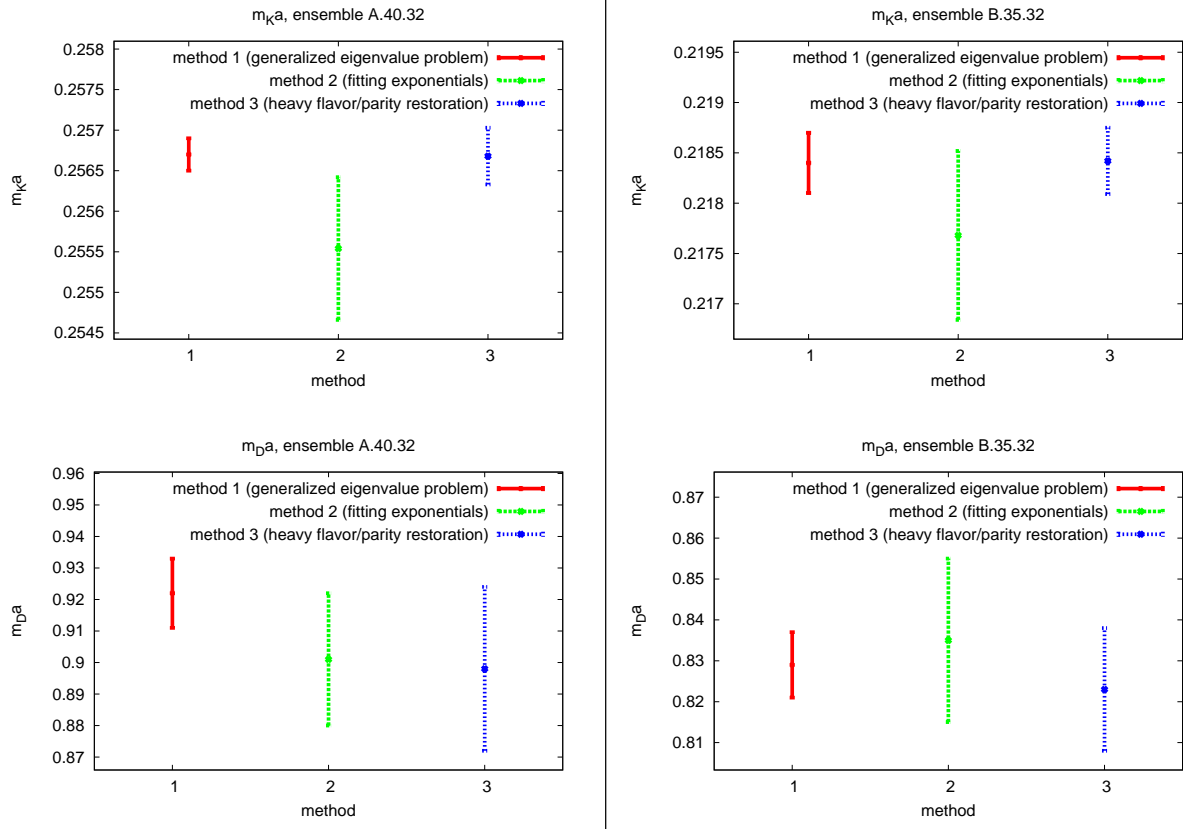 m_K a, ensemble A.40.32
0.258
0.2575
0.257
0.2565
0.256
0.2555
0.255
0.2545
m_K a
method 1 (generalized eigenvalue problem)
method 2 (fitting exponentials)
method 3 (heavy flavor/parity restoration)
1 2 3
method
m_K a, ensemble B.35.32
0.2195
0.219
0.2185
0.218
0.2175
0.217
m_K a
method 1 (generalized eigenvalue problem)
method 2 (fitting exponentials)
method 3 (heavy flavor/parity restoration)
1 2 3
method
m_D a, ensemble A.40.32
0.96
0.95
0.94
0.93
0.92
0.91
0.9
0.89
0.88
0.87
m_D a
method 1 (generalized eigenvalue problem)
method 2 (fitting exponentials)
method 3 (heavy flavor/parity restoration)
1 2 3
method
m_D a, ensemble B.35.32
0.87
0.86
0.85
0.84
0.83
0.82
0.81
m_D a
method 1 (generalized eigenvalue problem)
method 2 (fitting exponentials)
method 3 (heavy flavor/parity restoration)
1 2 3
method